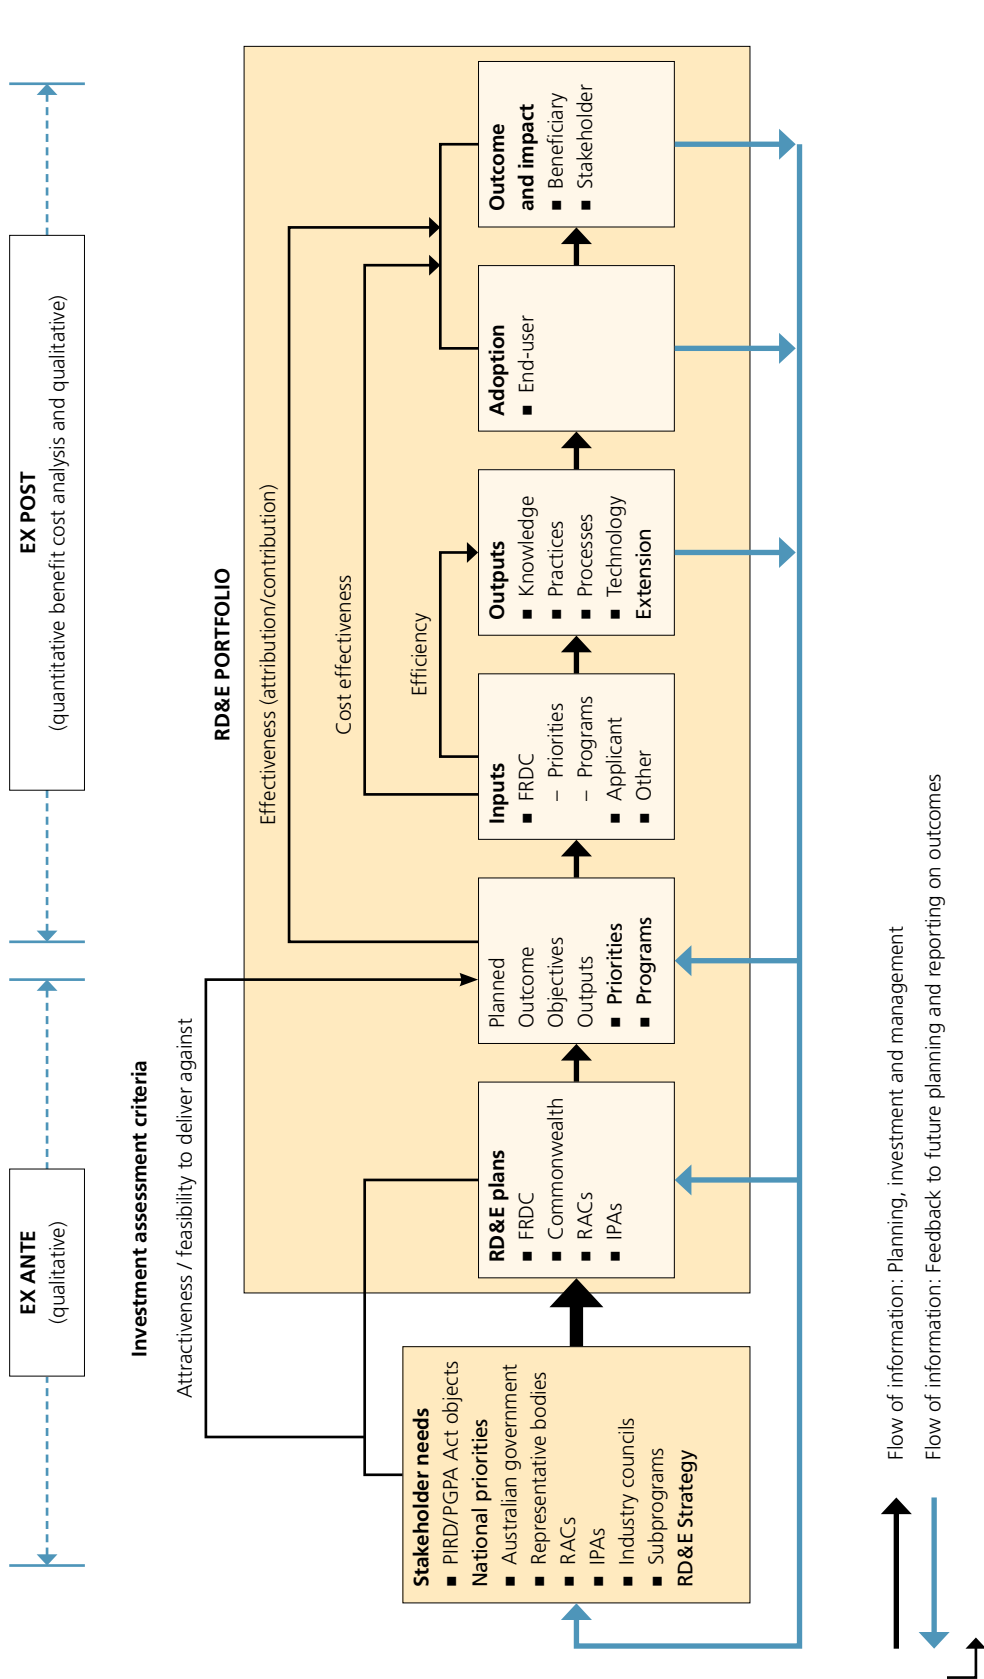 EX ANTE
(qualitative)
EX POST
(quantitative benefit cost analysis and qualitative)
Investment assessment criteria
Attractiveness / feasibility to deliver against
RD&E PORTFOLIO
Effectiveness (attribution/contribution)
Cost effectiveness
Efficiency
Stakeholder needs
■ PIRD/PGPA Act objects
National priorities
■ Australian government
■ Representative bodies
■ RACs
■ IPAs
■ Industry councils
■ Subprograms
RD&E Strategy
RD&E plans
■ FRDC
■ Commonwealth
■ RACs
■ IPAs
Planned
Outcome
Objectives
Outputs
■ Priorities
■ Programs
Inputs
■ FRDC
– Priorities
– Programs
■ Applicant
■ Other
Outputs
■ Knowledge
■ Practices
■ Processes
■ Technology
Extension
Adoption
■ End-user
Outcome
and impact
■ Beneficiary
■ Stakeholder
Flow of information: Planning, investment and management
Flow of information: Feedback to future planning and reporting on outcomes